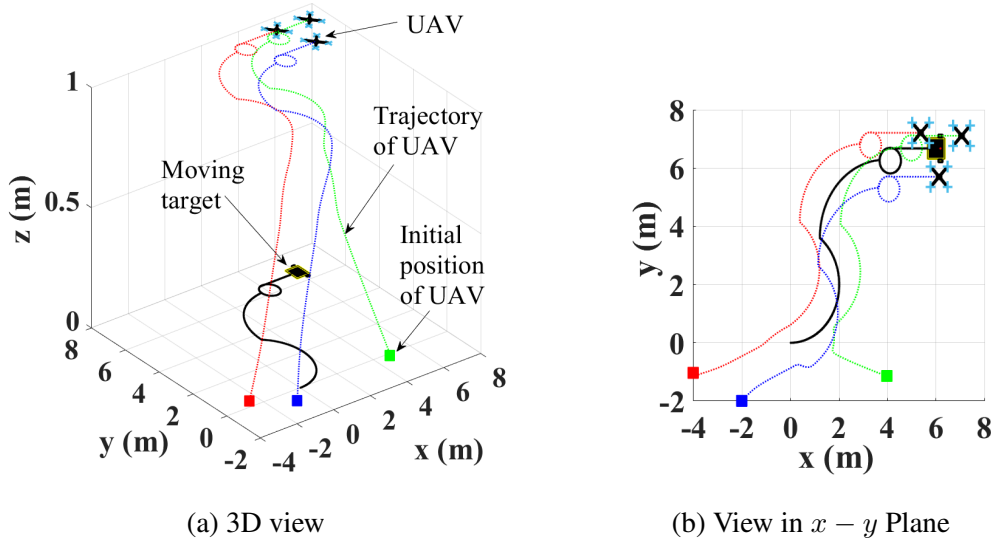 UAV
Trajectory
of UAV
Moving
target
Initial
position
of UAV
z (m)
1
0.5
0
8
6
4
2
0
-2
y (m)
-4
-2
0
2
4
6
8
x (m)
(a) 3D view
y (m)
8
6
4
2
0
-2
-4
-2
0
2
4
6
8
x (m)
(b) View in x − y Plane